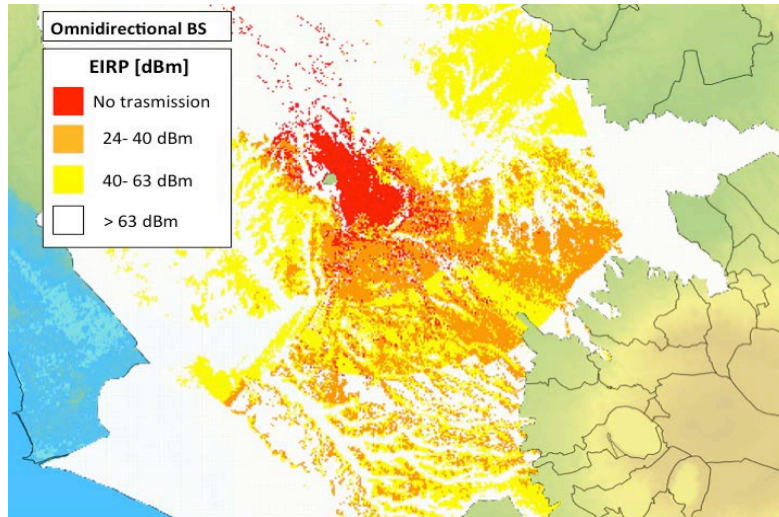 Omnidirectional BS
EIRP [dBm]
No trasmission
24- 40 dBm
40- 63 dBm
> 63 dBm